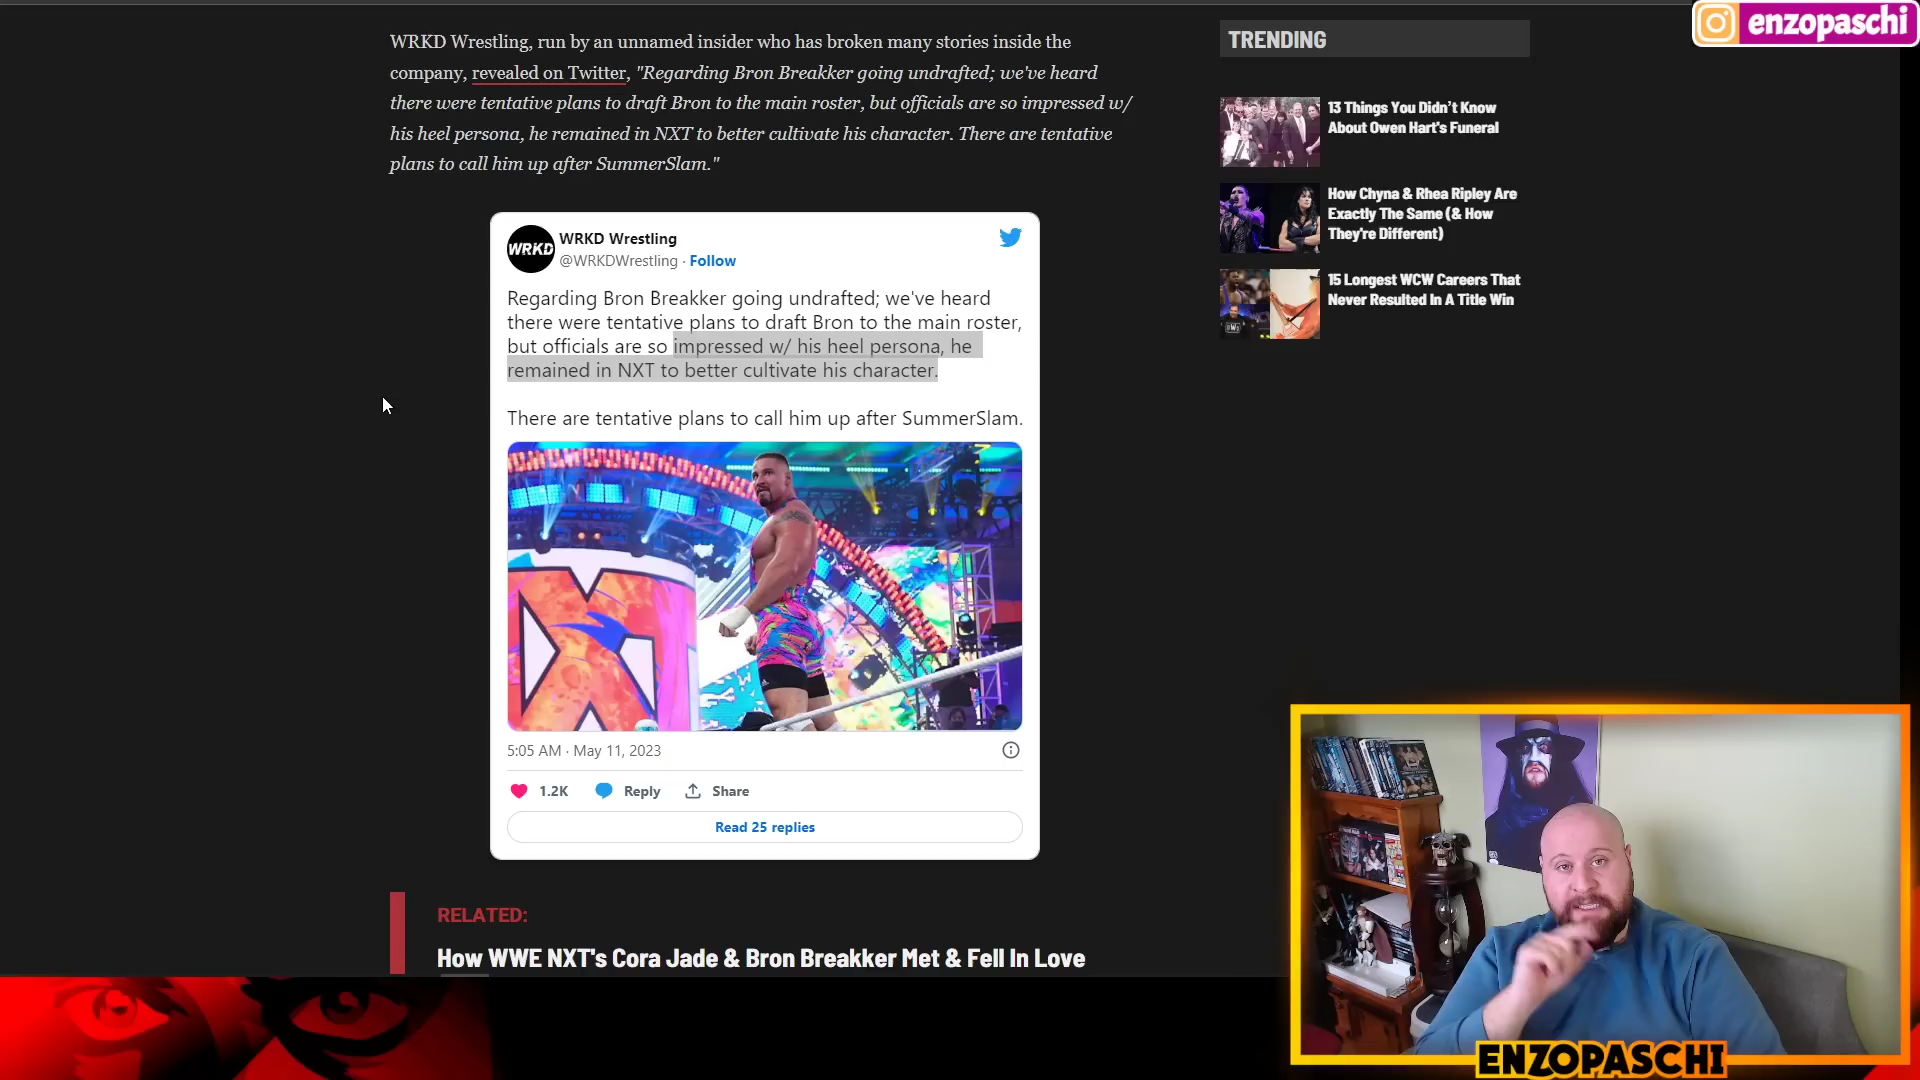 enzopaschi
WRKD Wrestling, run by an unnamed insider who has broken many stories inside the
company, revealed on Twitter, "Regarding Bron Breakker going undrafted; we've heard
there were tentative plans to draft Bron to the main roster, but officials are so impressed w/
his heel persona, he remained in NXT to better cultivate his character. There are tentative
plans to call him up after SummerSlam."
WRKD
WRKD Wrestling
@WRKDWrestling · Follow
Regarding Bron Breakker going undrafted; we've heard
there were tentative plans to draft Bron to the main roster,
but officials are so impressed w/ his heel persona, he
remained in NXT to better cultivate his character.
There are tentative plans to call him up after SummerSlam.
5:05 AM · May 11, 2023
1.2K Reply Share
Read 25 replies
RELATED:
How WWE NXT's Cora Jade & Bron Breakker Met & Fell In Love
TRENDING
13 Things You Didn't Know
About Owen Hart's Funeral
How Chyna & Rhea Ripley Are
Exactly The Same (& How
They're Different)
15 Longest WCW Careers That
Never Resulted In A Title Win
ENZOPASCHI